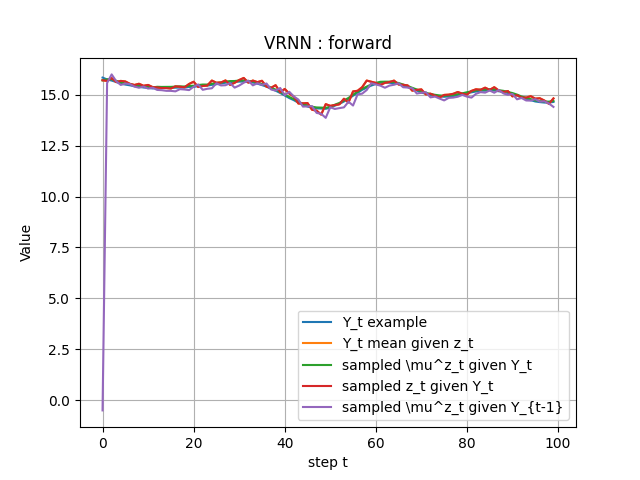 VRNN : forward
Value
15.0
12.5
10.0
7.5
5.0
2.5
0.0
Y_t example
Y_t mean given z_t
sampled \mu^z_t given Y_t
sampled z_t given Y_t
sampled \mu^z_t given Y_{t-1}
0 20 40 60 80 100
step t